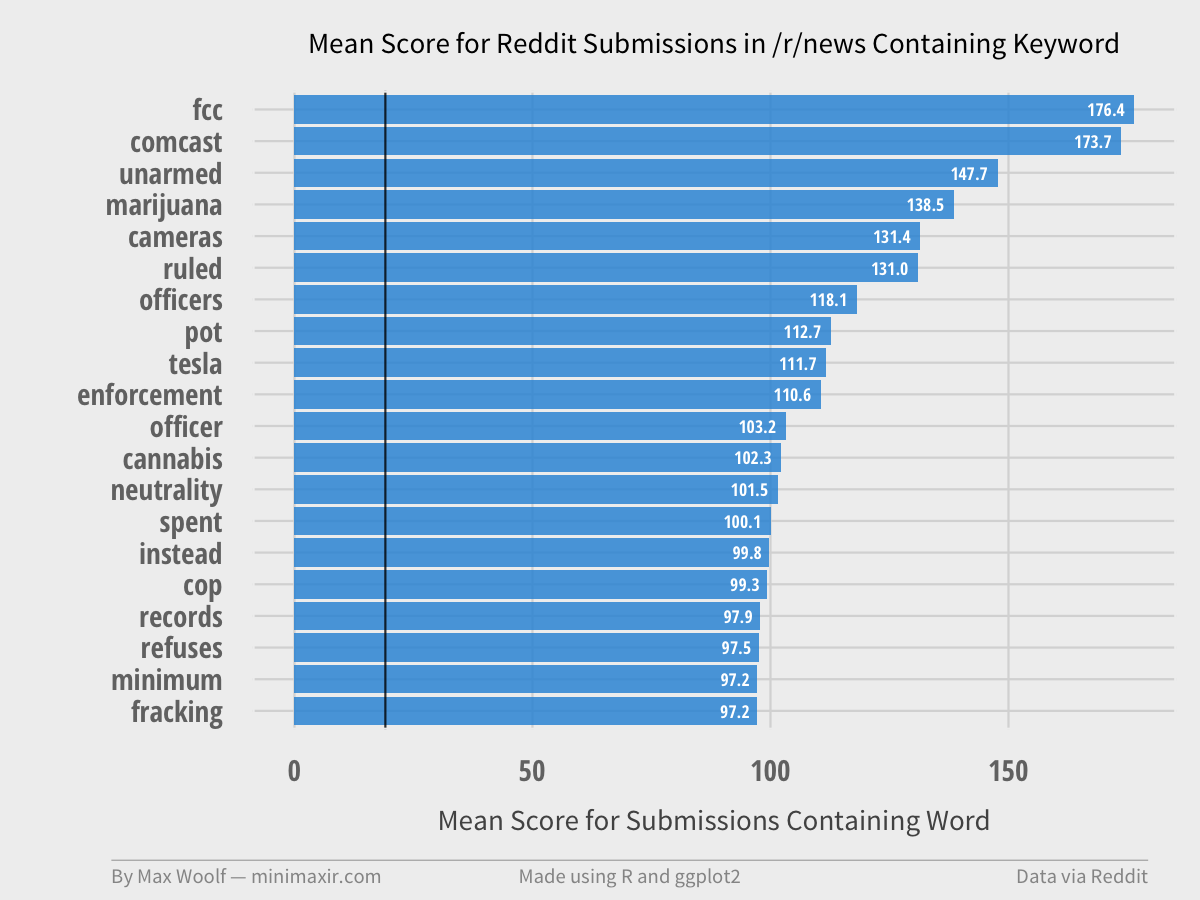 Mean Score for Reddit Submissions in /r/news Containing Keyword
fcc 176.4
comcast 173.7
unarmed 147.7
marijuana 138.5
cameras 131.4
ruled 131.0
officers 118.1
pot 112.7
tesla 111.7
enforcement 110.6
officer 103.2
cannabis 102.3
neutrality 101.5
spent 100.1
instead 99.8
cop 99.3
records 97.9
refuses 97.5
minimum 97.2
fracking 97.2
0 50 100 150
Mean Score for Submissions Containing Word
By Max Woolf — minimaxir.com Made using R and ggplot2 Data via Reddit